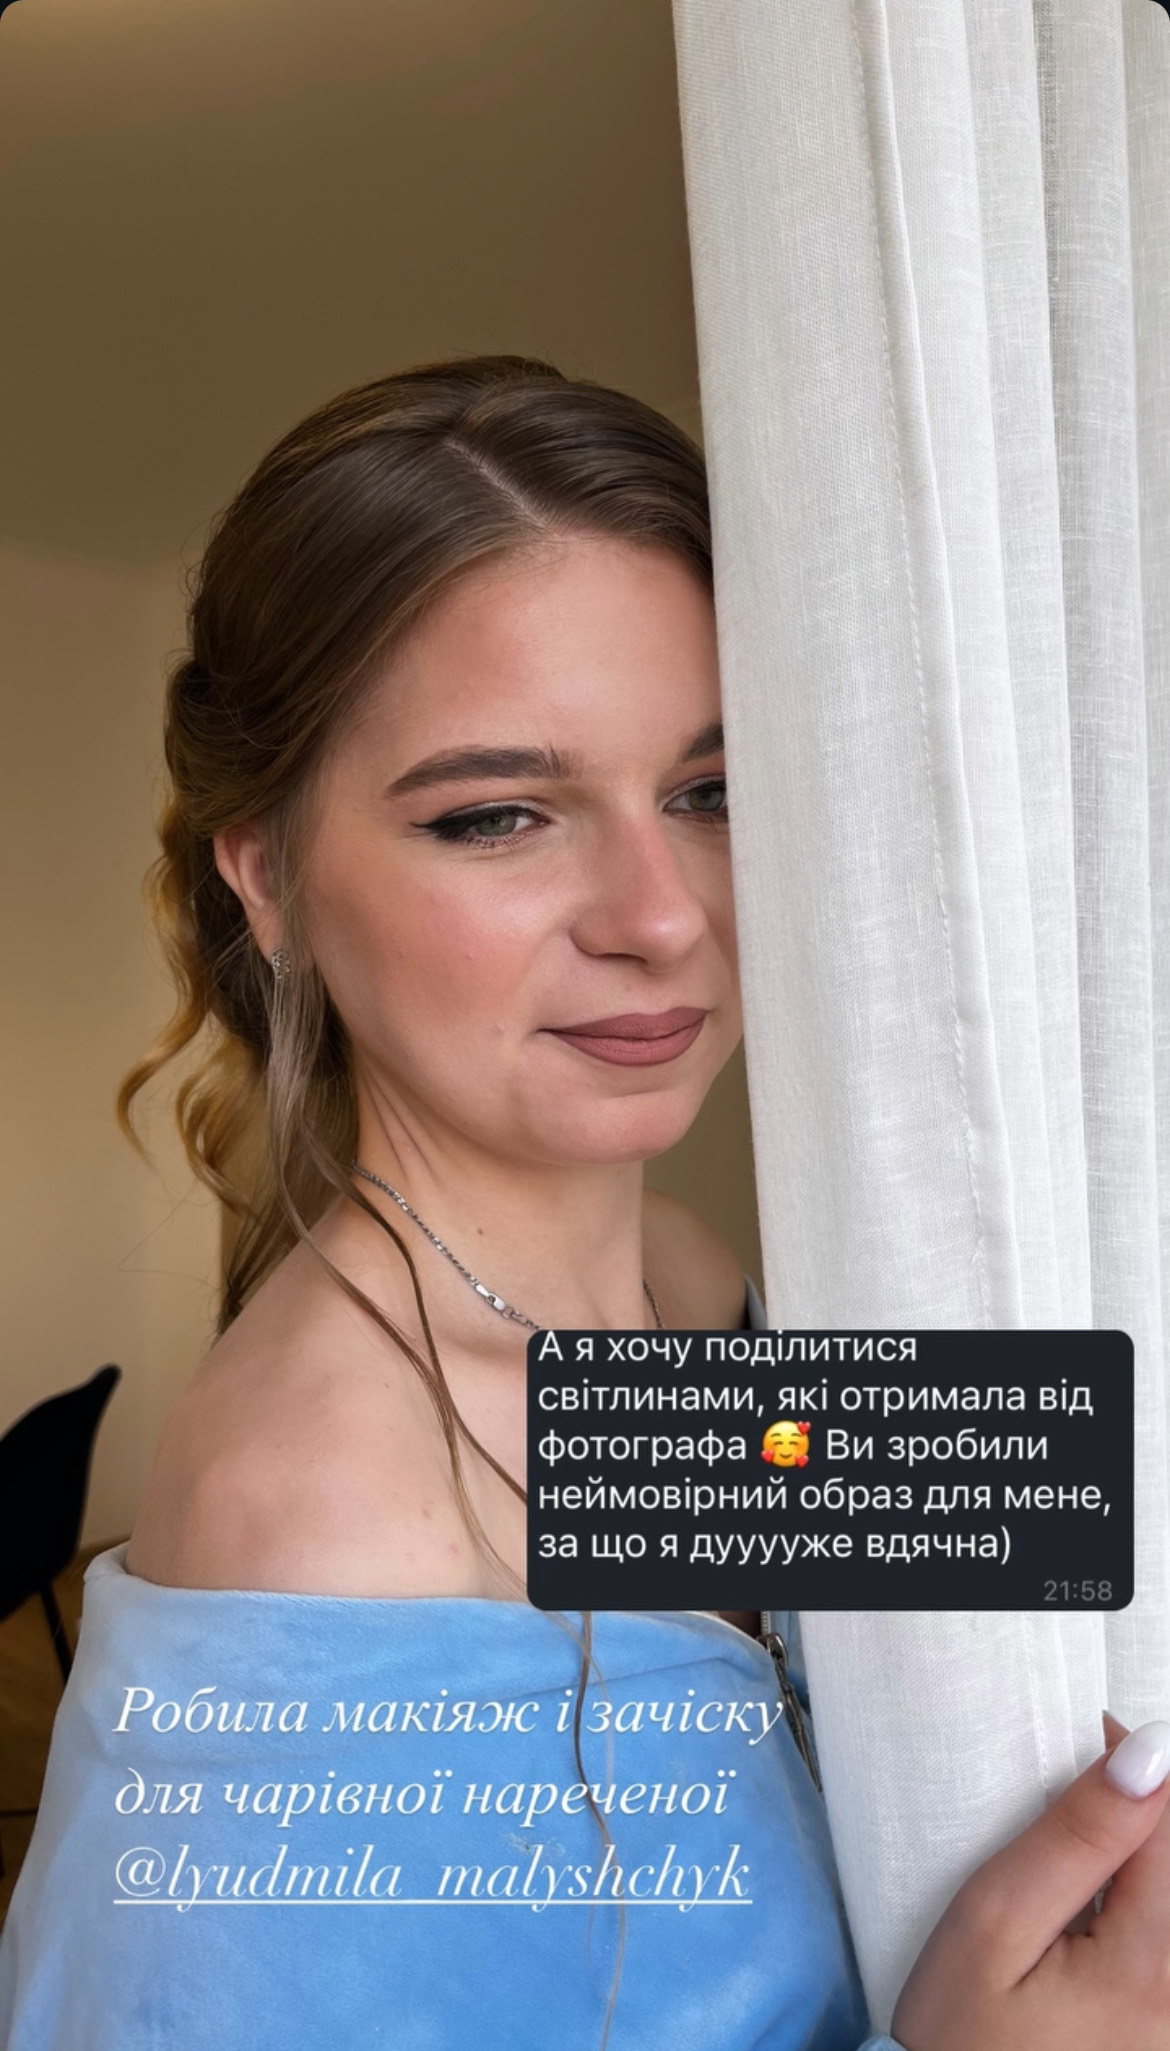 А я хочу поділитися
світлинами, які отримала від
фотографа 🥰 Ви зробили
неймовірний образ для мене,
за що я дууууже вдячна)
21:58
Робила макіяж і зачіску
для чарівної нареченої
@lyudmila_malyshchyk